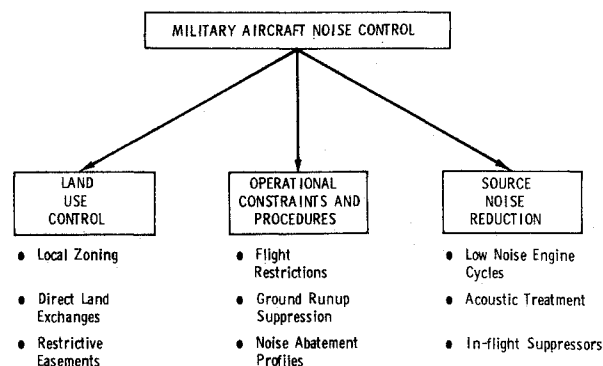 MILITARY AIRCRAFT NOISE CONTROL
LAND
USE
CONTROL
• Local Zoning
• Direct Land
Exchanges
• Restrictive
Easements
OPERATIONAL
CONSTRAINTS AND
PROCEDURES
• Flight
Restrictions
• Ground Runup
Suppression
• Noise Abatement
Profiles
SOURCE
NOISE
REDUCTION
• Low Noise Engine
Cycles
• Acoustic Treatment
• In-flight Suppressors